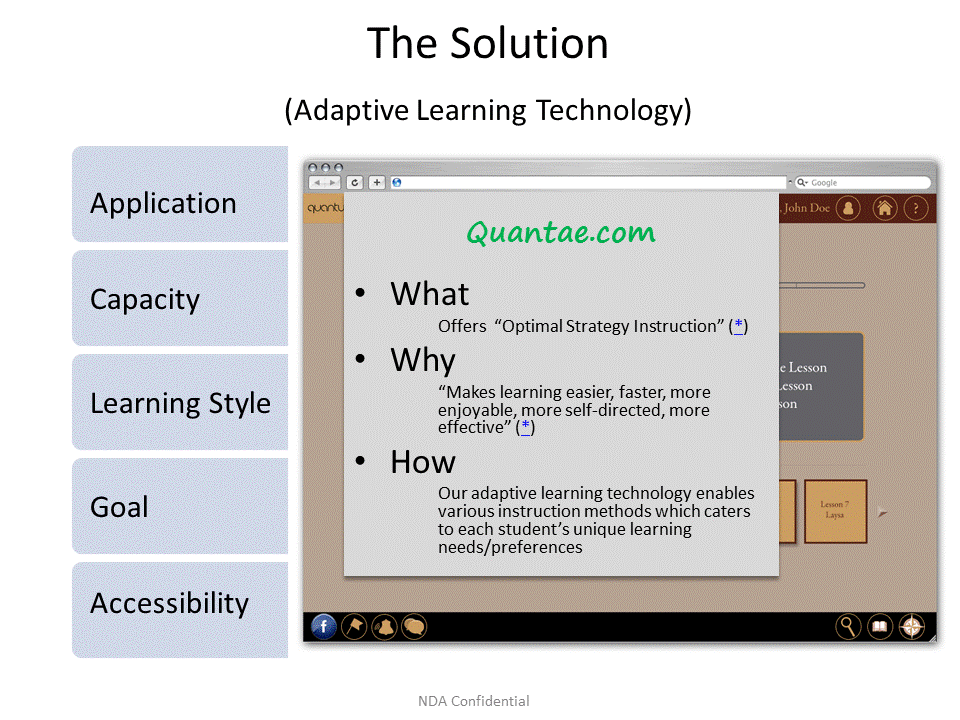 The Solution
(Adaptive Learning Technology)
Application
Capacity
Learning Style
Goal
Accessibility
Google
, John Doe
?
Quantae.com
• What
Offers “Optimal Strategy Instruction” (*)
• Why
“Makes learning easier, faster, more
enjoyable, more self-directed, more
effective” (*)
• How
Our adaptive learning technology enables
various instruction methods which caters
to each student’s unique learning
needs/preferences
Lesson
Lesson
Lesson 7
Laysa
f
NDA Confidential